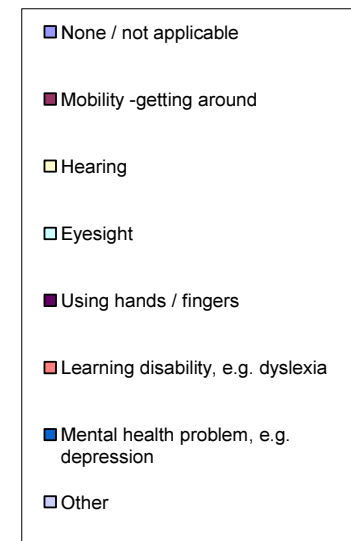 None / not applicable
Mobility -getting around
Hearing
Eyesight
Using hands / fingers
Learning disability, e.g. dyslexia
Mental health problem, e.g.
depression
Other